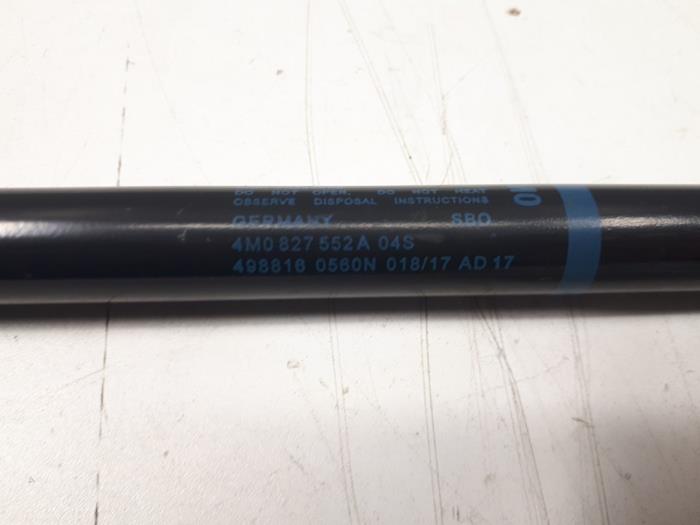 DO NOT OPEN. DO NOT HEAT
OBSERVE DISPOSAL INSTRUCTIONS
GERMANY SBO
4M0 827 552 A 04S
498816 0560N 018/17 AD 17